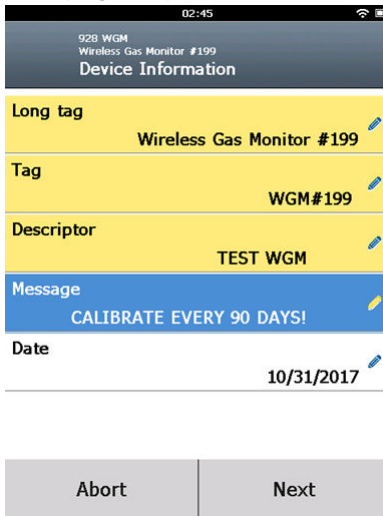 02:45
928 WGM
Wireless Gas Monitor #199
Device Information
Long tag
Wireless Gas Monitor #199
Tag
WGM#199
Descriptor
TEST WGM
Message
CALIBRATE EVERY 90 DAYS!
Date
10/31/2017
Abort
Next